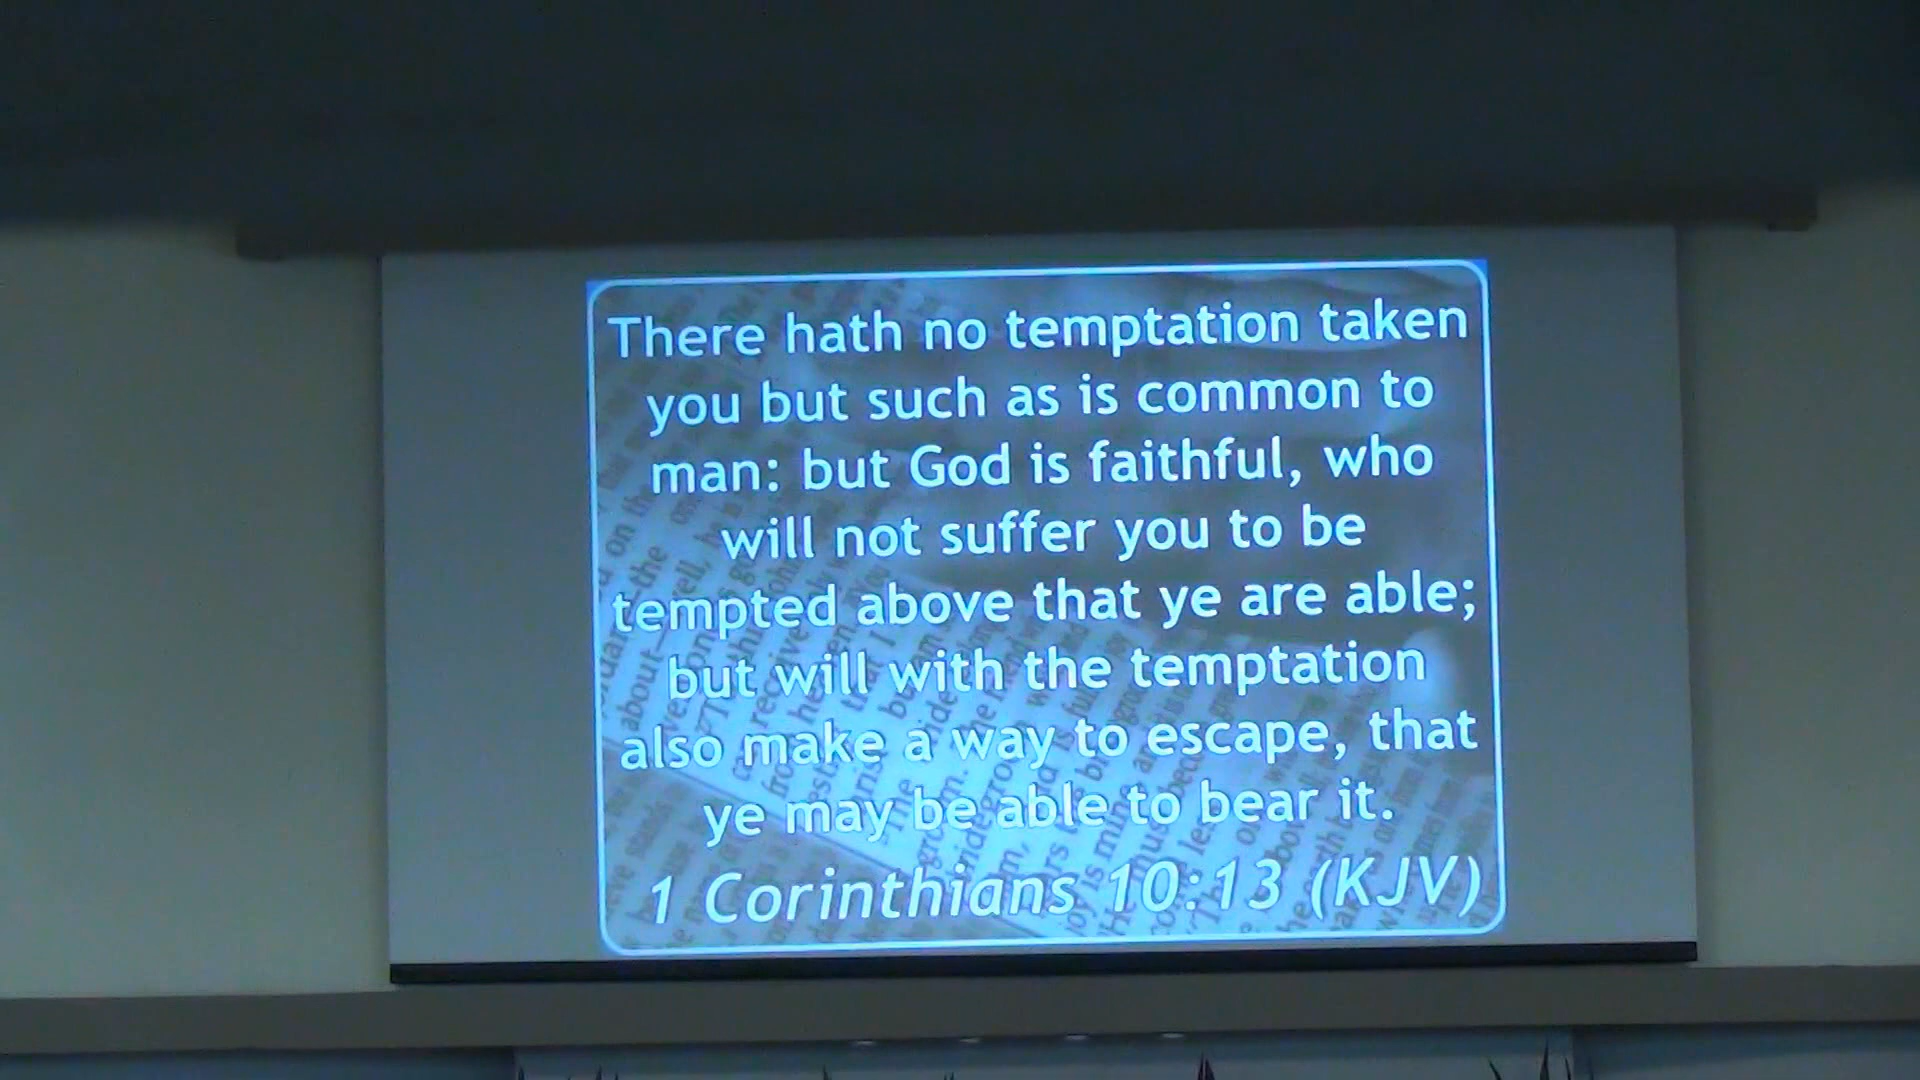 There hath no temptation taken
you but such as is common to
man: but God is faithful, who
will not suffer you to be
tempted above that ye are able;
but will with the temptation
also make a way to escape, that
ye may be able to bear it.
1 Corinthians 10:13 (KJV)